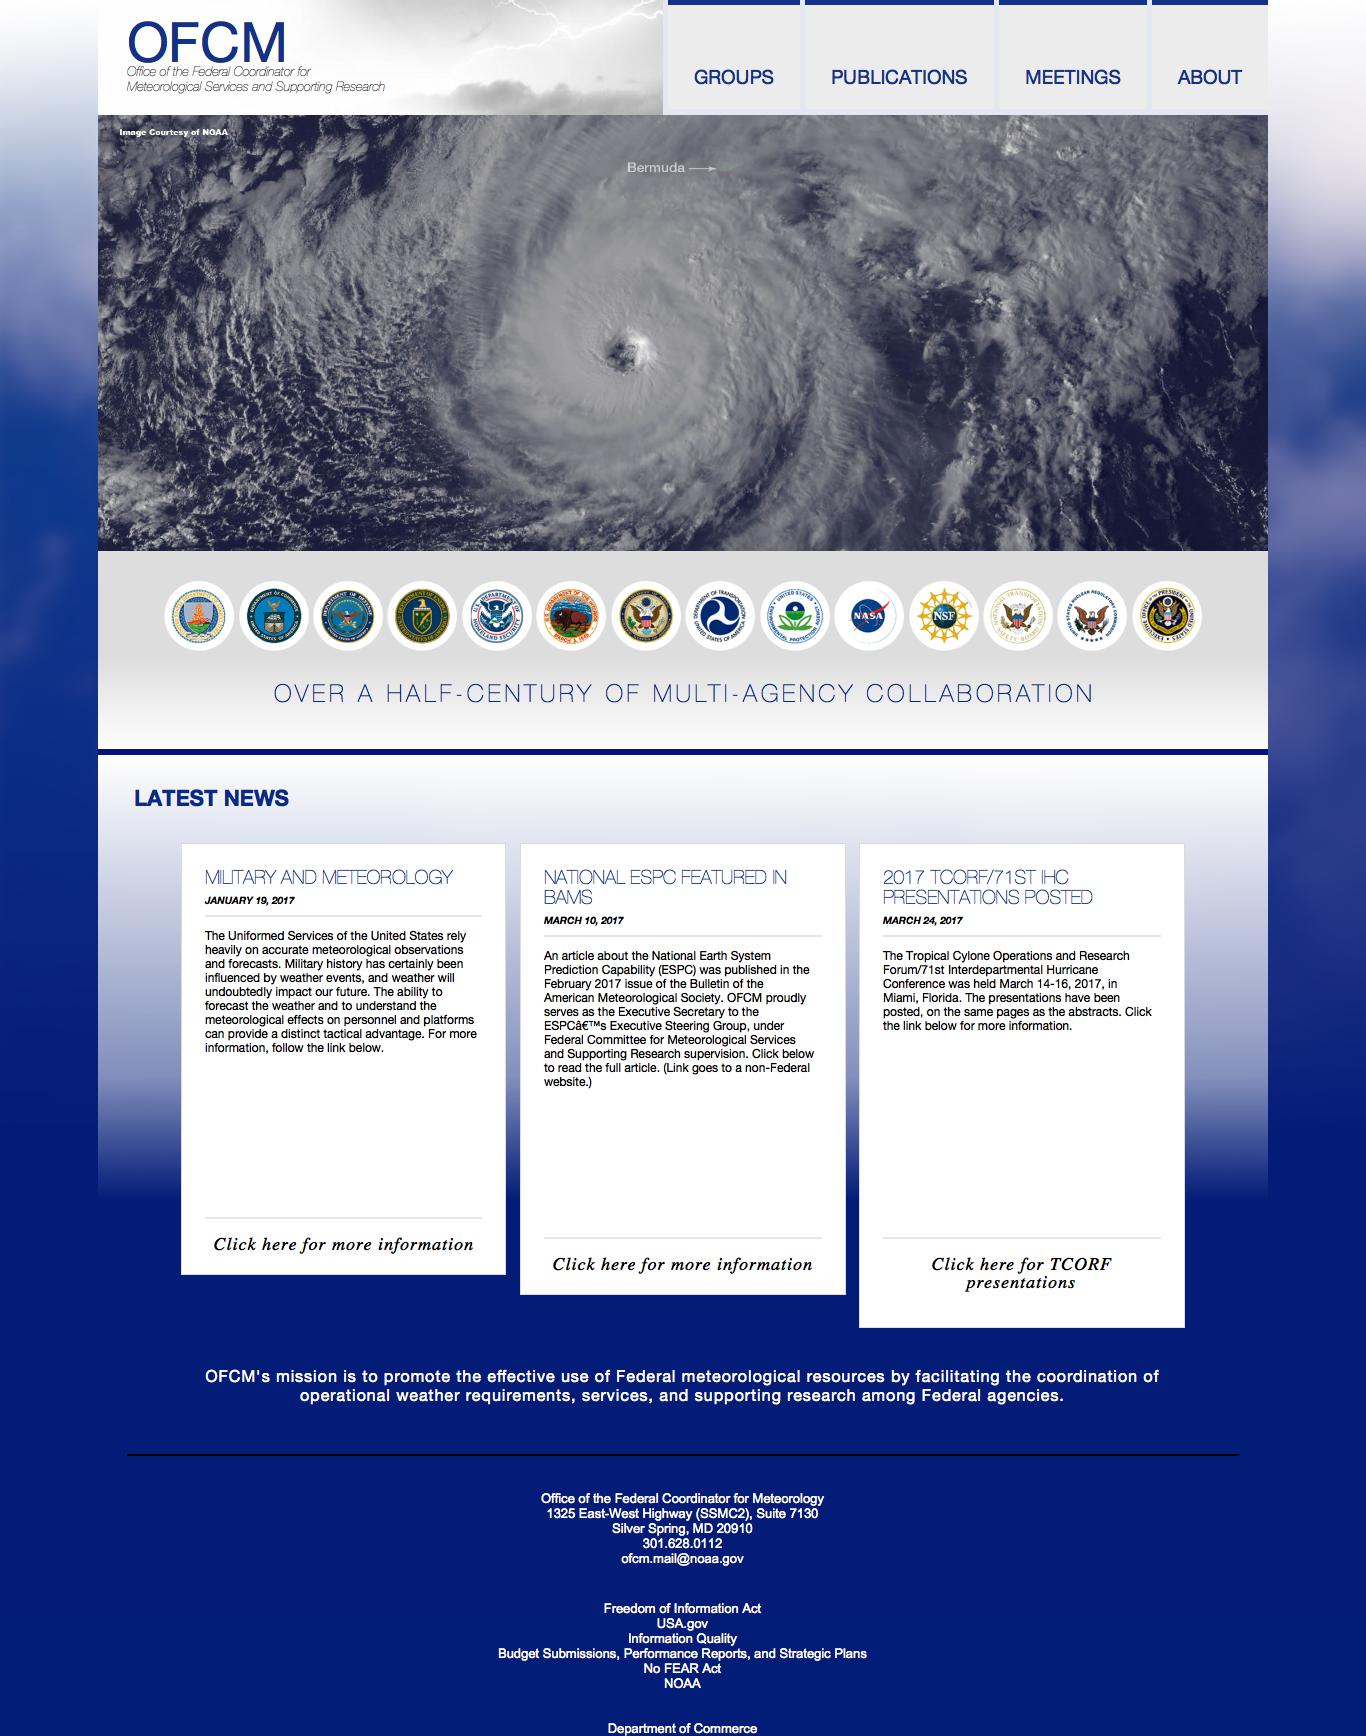 OFCM
Office of the Federal Coordinator for
Meteorological Services and Supporting Research
GROUPS
PUBLICATIONS
MEETINGS
ABOUT
Image Courtesy of NOAA
Bermuda
NASA
NSF
OVER A HALF-CENTURY OF MULTI-AGENCY COLLABORATION
LATEST NEWS
MILITARY AND METEOROLOGY
JANUARY 19, 2017
The Uniformed Services of the United States rely
heavily on accurate meteorological observations
and forecasts. Military history has certainly been
influenced by weather events, and weather will
undoubtedly impact our future. The ability to
forecast the weather and to understand the
meteorological effects on personnel and platforms
can provide a distinct tactical advantage. For more
information, follow the link below.
Click here for more information
NATIONAL ESPC FEATURED IN
BAMS
MARCH 10, 2017
An article about the National Earth System
Prediction Capability (ESPC) was published in the
February 2017 issue of the Bulletin of the
American Meteorological Society. OFCM proudly
serves as the Executive Secretary to the
ESPCâ€™s Executive Steering Group, under
Federal Committee for Meteorological Services
and Supporting Research supervision. Click below
to read the full article. (Link goes to a non-Federal
website.)
Click here for more information
2017 TCORF/71ST IHC
PRESENTATIONS POSTED
MARCH 24, 2017
The Tropical Cylone Operations and Research
Forum/71st Interdepartmental Hurricane
Conference was held March 14-16, 2017, in
Miami, Florida. The presentations have been
posted, on the same pages as the abstracts. Click
the link below for more information.
Click here for TCORF
presentations
OFCM's mission is to promote the effective use of Federal meteorological resources by facilitating the coordination of
operational weather requirements, services, and supporting research among Federal agencies.
Office of the Federal Coordinator for Meteorology
1325 East-West Highway (SSMC2), Suite 7130
Silver Spring, MD 20910
301.628.0112
ofcm.mail@noaa.gov
Freedom of Information Act
USA.gov
Information Quality
Budget Submissions, Performance Reports, and Strategic Plans
No FEAR Act
NOAA
Department of Commerce